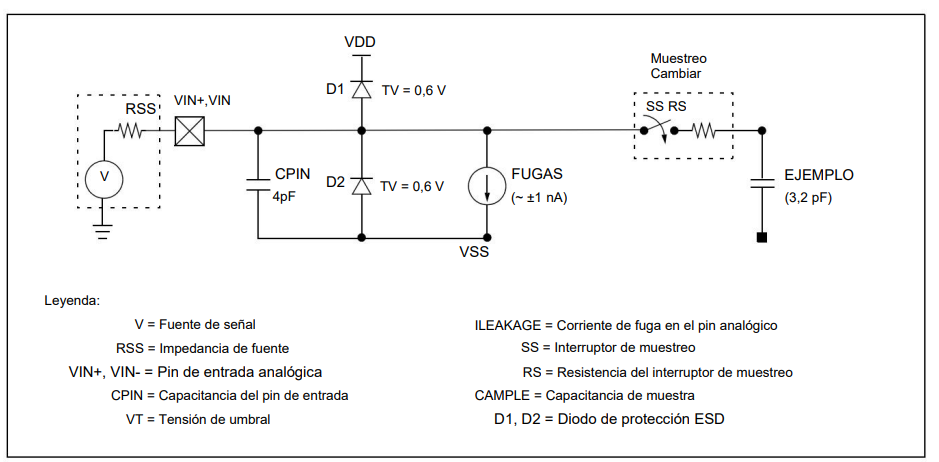 VDD
Muestreo
Cambiar
D1 TV = 0,6 V
RSS VIN+,VIN
SS RS
V
CPIN
4pF
D2 TV = 0,6 V
FUGAS
(~ ±1 nA)
EJEMPLO
(3,2 pF)
VSS
Leyenda:
V = Fuente de señal
RSS = Impedancia de fuente
VIN+, VIN- = Pin de entrada analógica
CPIN = Capacitancia del pin de entrada
VT = Tensión de umbral
ILEAKAGE = Corriente de fuga en el pin analógico
SS = Interruptor de muestreo
RS = Resistencia del interruptor de muestreo
CAMPLE = Capacitancia de muestra
D1, D2 = Diodo de protección ESD